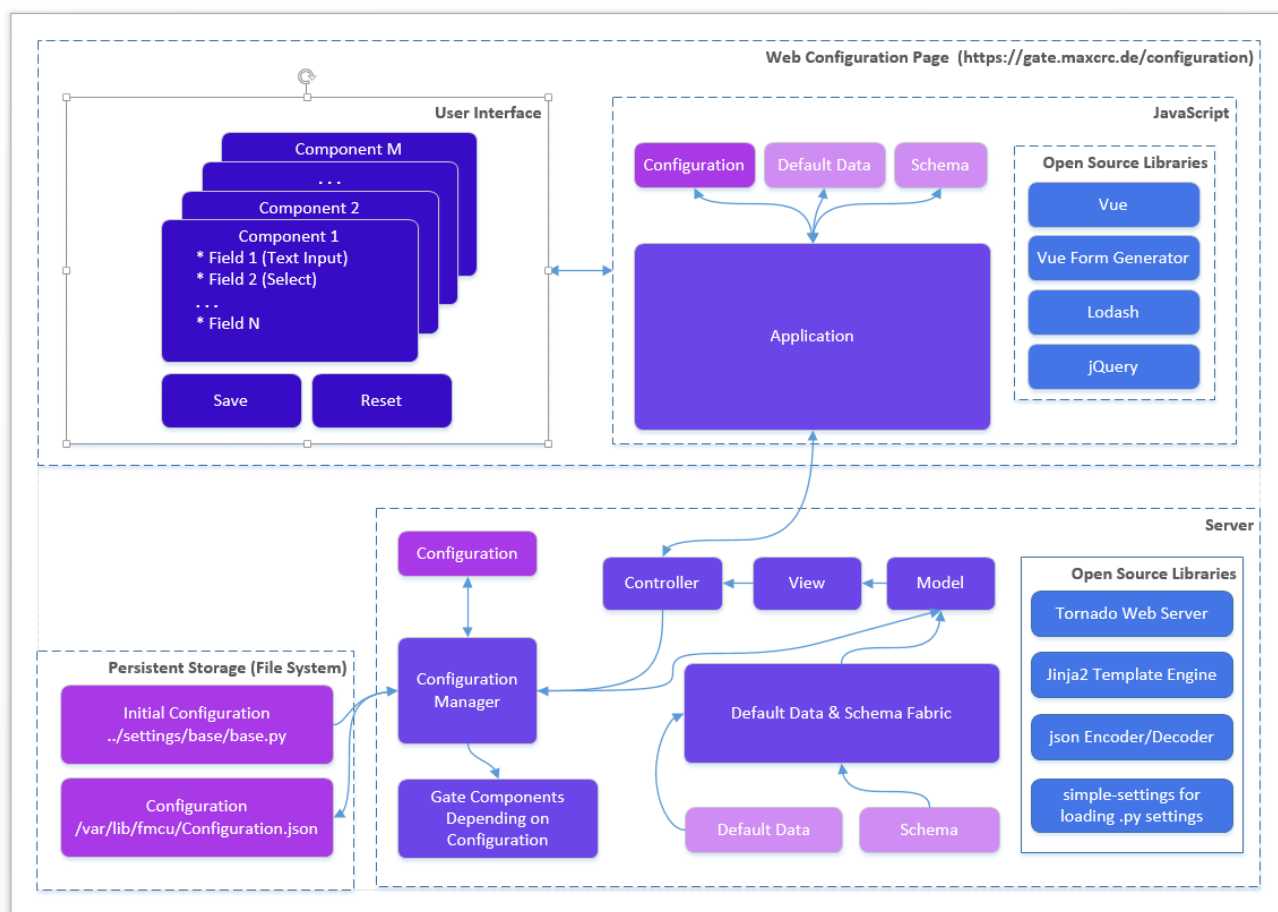 Web Configuration Page (https://gate.maxcrc.de/configuration)
User Interface
Component M
. . .
Component 2
Component 1
* Field 1 (Text Input)
* Field 2 (Select)
. . .
* Field N
Save
Reset
JavaScript
Configuration
Default Data
Schema
Application
Open Source Libraries
Vue
Vue Form Generator
Lodash
jQuery
Server
Configuration
Controller
View
Model
Configuration
Manager
Default Data & Schema Fabric
Gate Components
Depending on
Configuration
Default Data
Schema
Open Source Libraries
Tornado Web Server
Jinja2 Template Engine
json Encoder/Decoder
simple-settings for
loading .py settings
Persistent Storage (File System)
Initial Configuration
../settings/base/base.py
Configuration
/var/lib/fmcu/Configuration.json